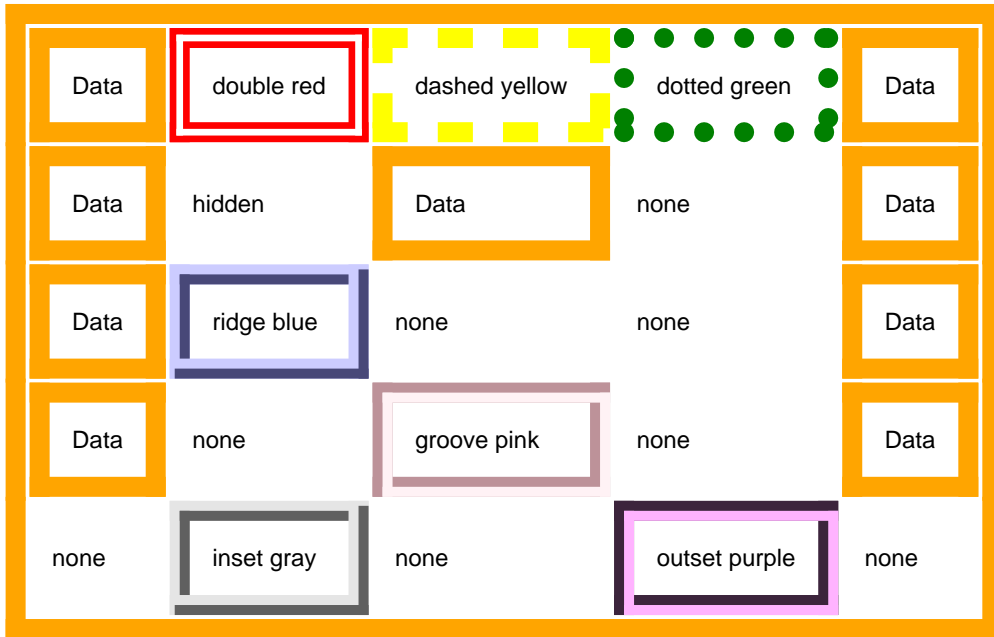 Data double red dashed yellow dotted green Data
Data hidden Data none Data
Data ridge blue none none Data
Data none groove pink none Data
none inset gray none outset purple none